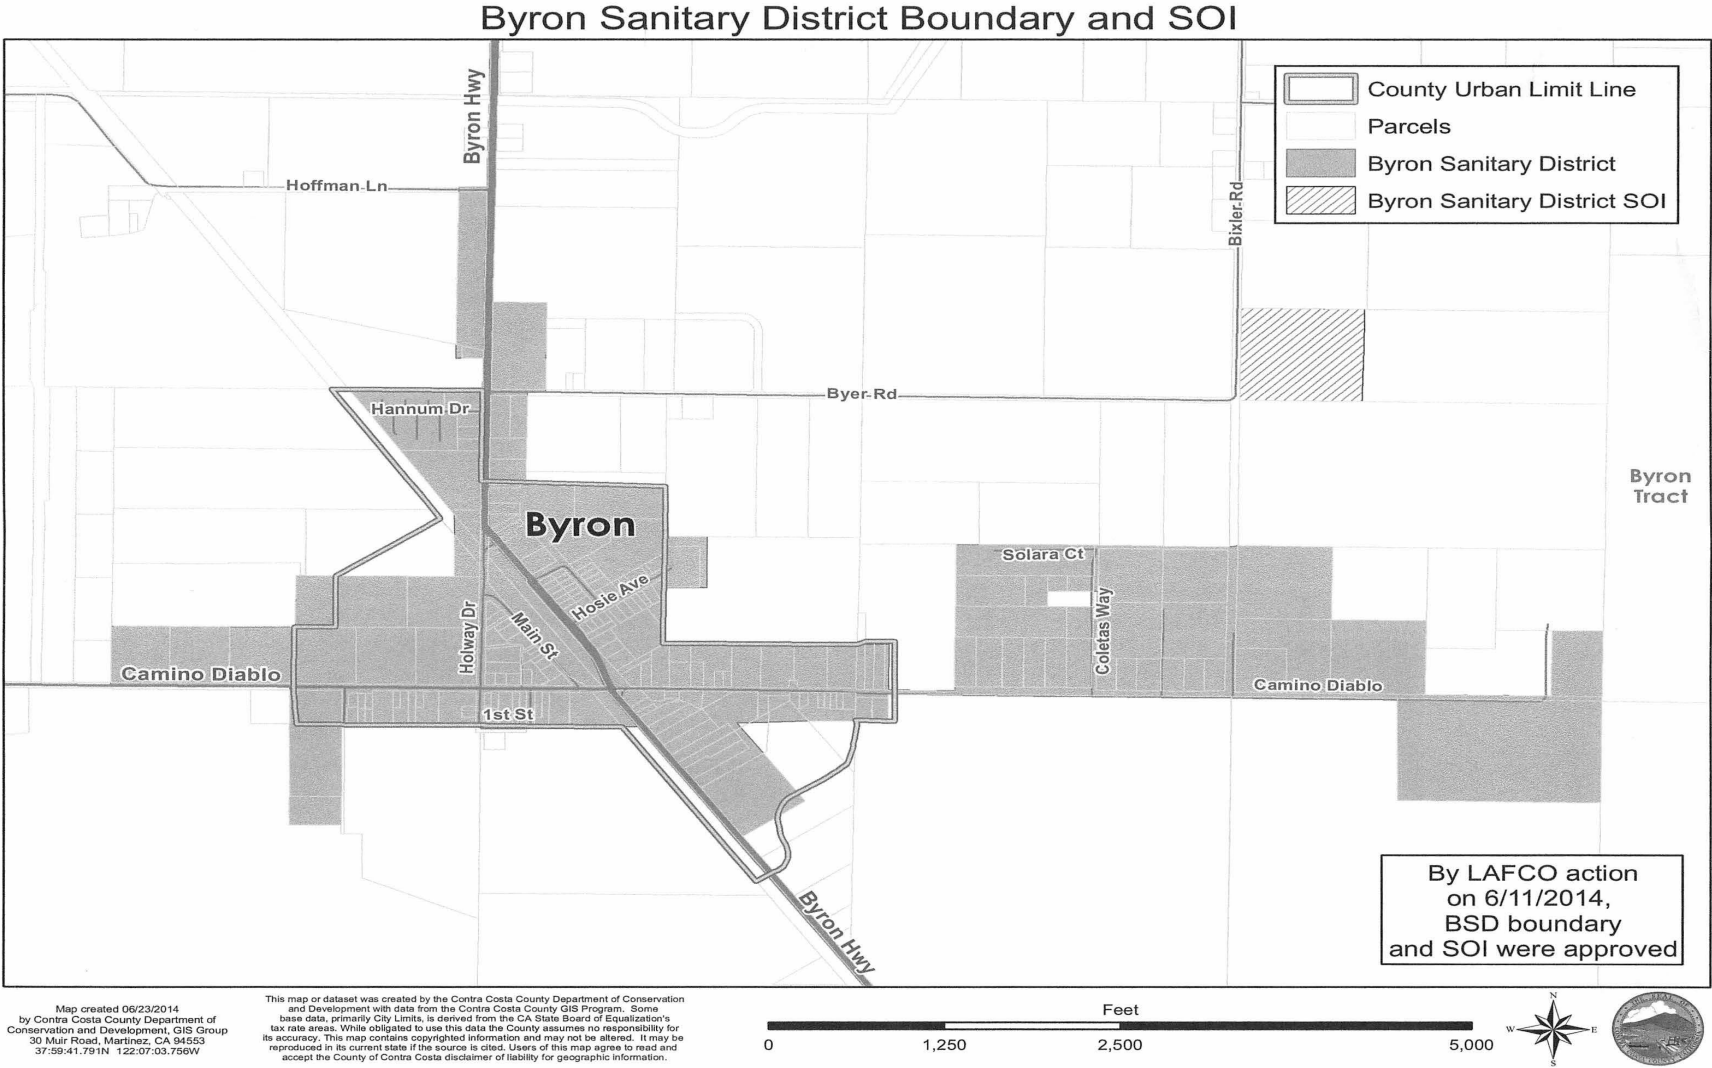 Byron Sanitary District Boundary and SOI
County Urban Limit Line
Parcels
Byron Sanitary District
Byron Sanitary District SOI
Byron Hwy
Hoffman Ln
Bixler Rd
Byer Rd
Hannum Dr
Byron
Tract
Byron
Solara Ct
Hosie Ave
Main St
Holway Dr
Coletas Way
Camino Diablo
Camino Diablo
1st St
Byron Hwy
By LAFCO action
on 6/11/2014,
BSD boundary
and SOI were approved
Map created 06/23/2014
by Contra Costa County Department of
Conservation and Development, GIS Group
30 Muir Road, Martinez, CA 94553
37:59:41.791N 122:07:03.756W
This map or dataset was created by the Contra Costa County Department of Conservation
and Development with data from the Contra Costa County GIS Program. Some
base data, primarily City Limits, is derived from the CA State Board of Equalization's
tax rate areas. While obligated to use this data the County assumes no responsibility for
its accuracy. This map contains copyrighted information and may not be altered. It may be
reproduced in its current state if the source is cited. Users of this map agree to read and
accept the County of Contra Costa disclaimer of liability for geographic information.
Feet
0 1,250 2,500 5,000
N
W E
S